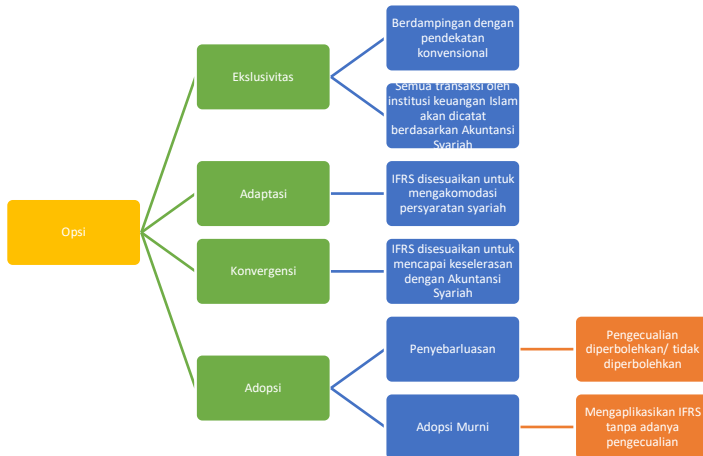 Berdampingan dengan
pendekatan
konvensional
Ekslusivitas
Semua transaksi oleh
institusi keuangan Islam
akan dicatat
berdasarkan Akuntansi
Syariah
Adaptasi
IFRS disesuaikan untuk
mengakomodasi
persyaratan syariah
Opsi
Konvergensi
IFRS disesuaikan untuk
mencapai keselerasan
dengan Akuntansi
Syariah
Adopsi
Penyebarluasan
Pengecualian
diperbolehkan/ tidak
diperbolehkan
Adopsi Murni
Mengaplikasikan IFRS
tanpa adanya
pengecualian